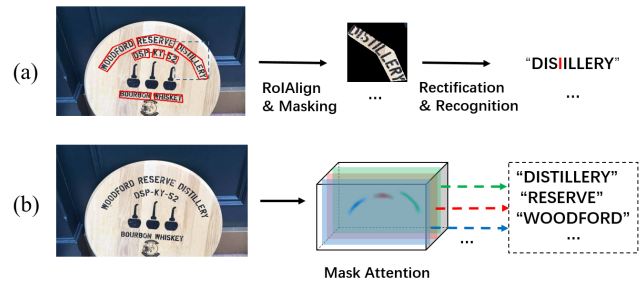 (a)
WOODFORD RESERVE DISTILLERY
DSP-KY-52
BOURBON WHISKEY
RoIAlign
& Masking
DISTILLERY
...
Rectification
& Recognition
“DISIILLERY”
...
(b)
WOODFORD RESERVE DISTILLERY
DSP-KY-52
BOURBON WHISKEY
Mask Attention
...
“DISTILLERY”
“RESERVE”
“WOODFORD”
...